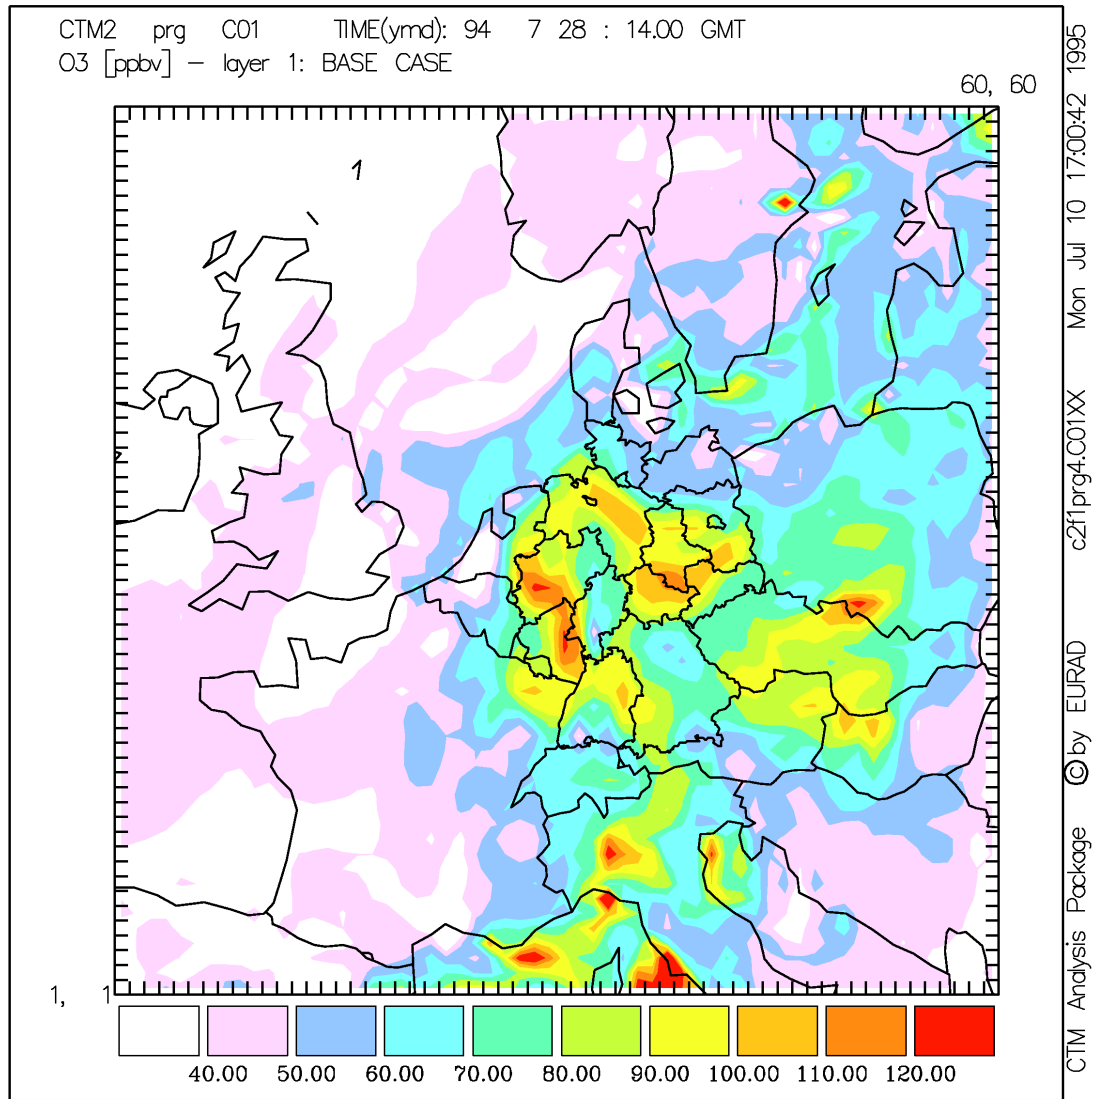 CTM2 prg C01 TIME(ymd): 94 7 28 : 14.00 GMT
O3 [ppbv] – layer 1: BASE CASE
60, 60
1
1, 1
40.00 50.00 60.00 70.00 80.00 90.00 100.00 110.00 120.00
CTM Analysis Package © by EURAD c2f1prg4.C01XX Mon Jul 10 17:00:42 1995